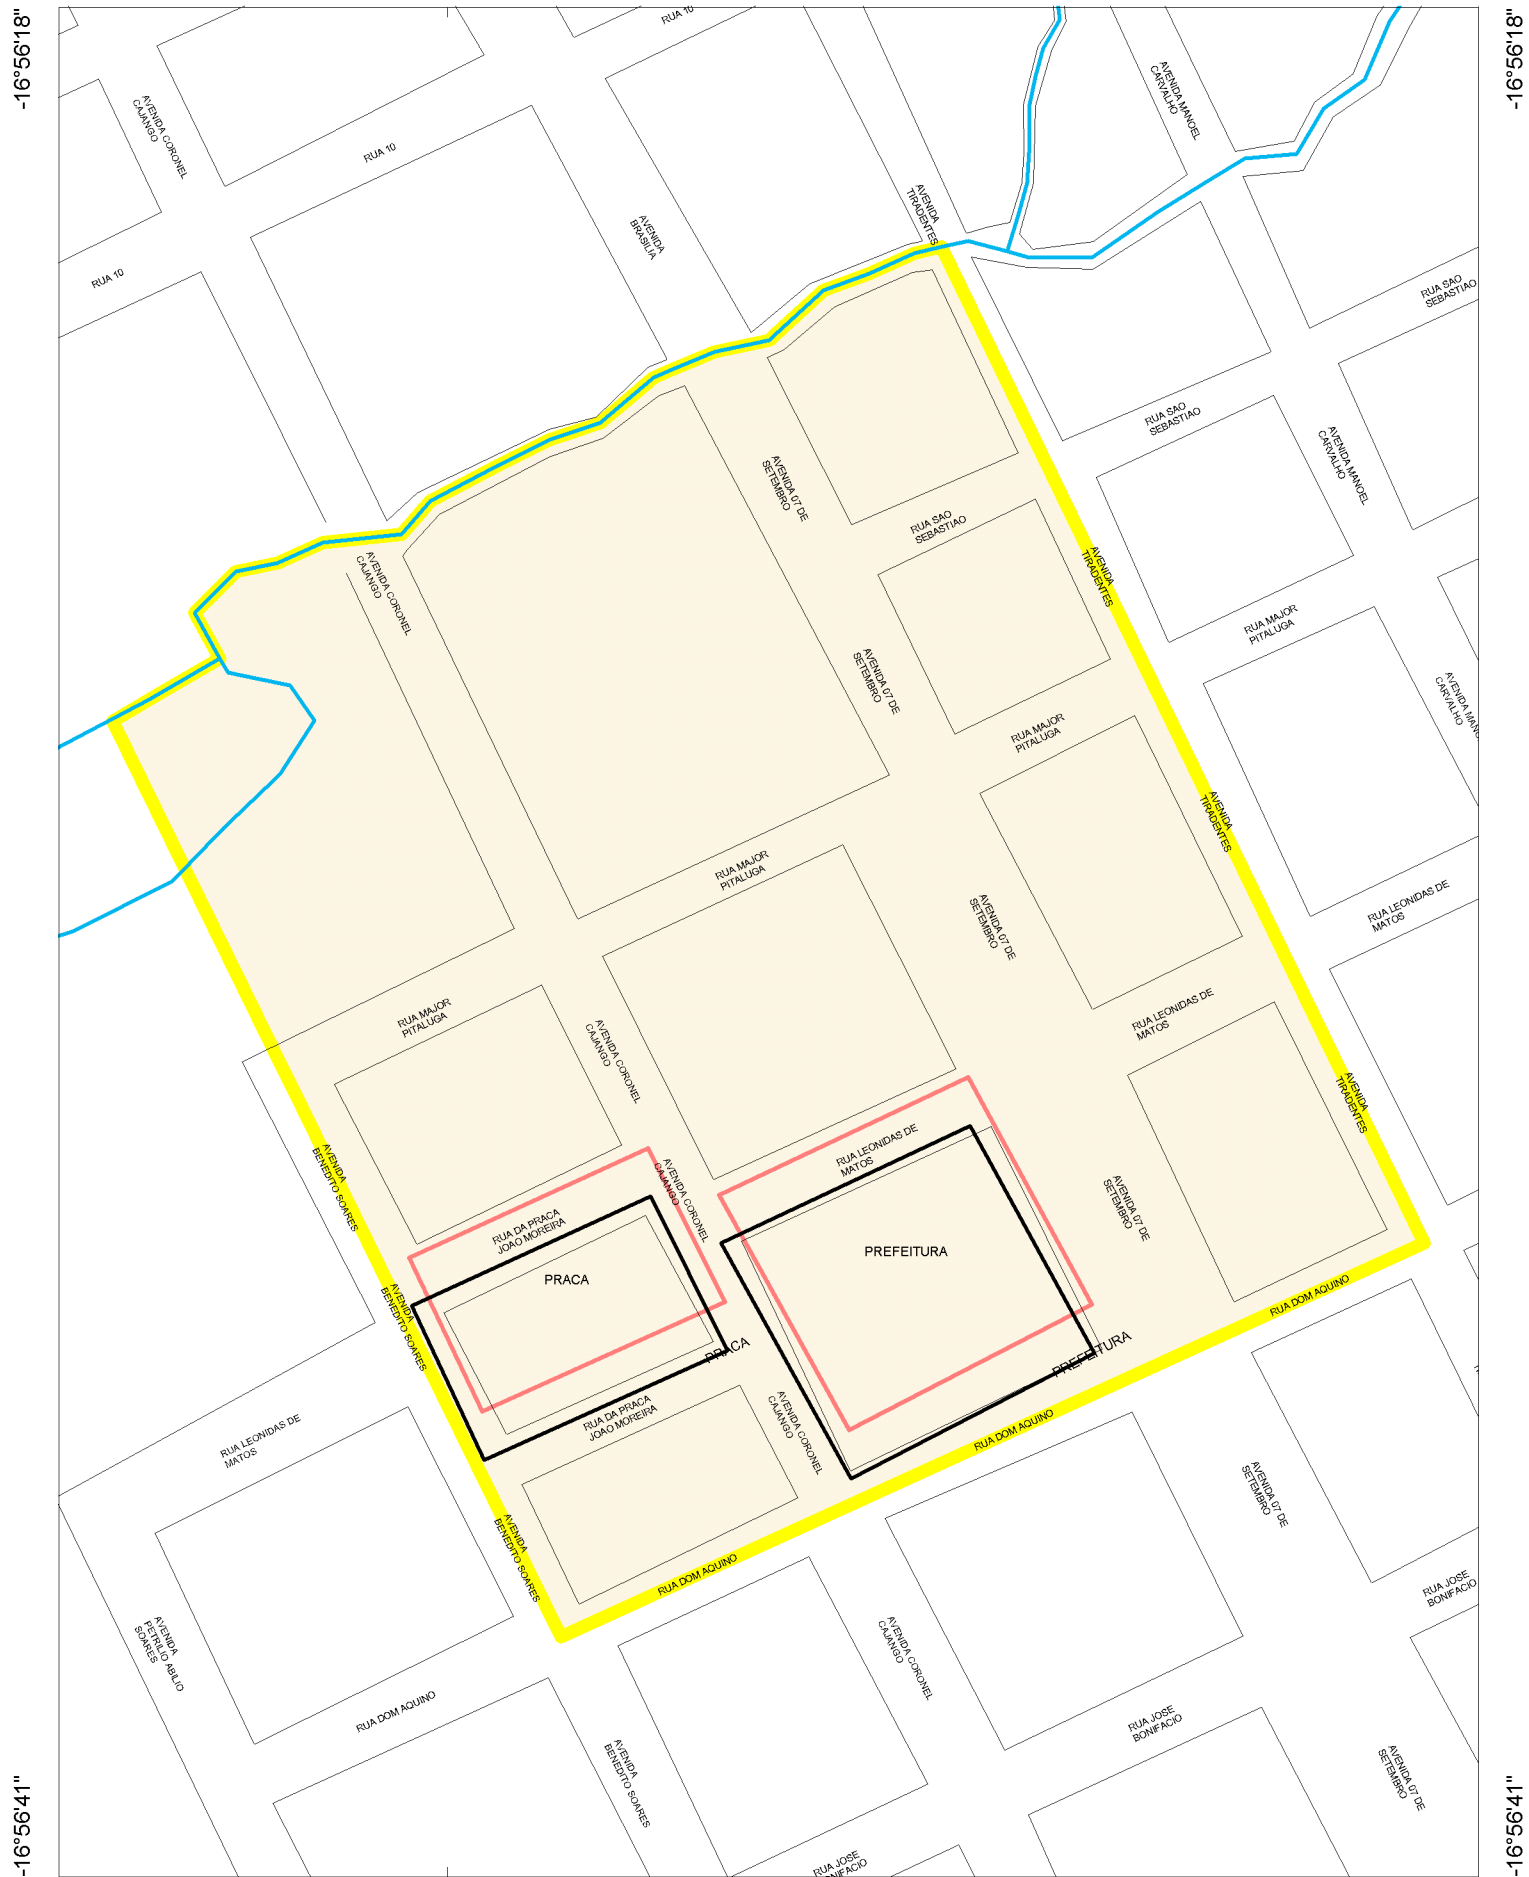 -16°56'18"
-16°56'18"
RUA 10
AVENIDA CORONEL
CAJANGO
AVENIDA MANOEL
CARVALHO
RUA 10
AVENIDA
TIRADENTES
AVENIDA
BRASILIA
RUA 10
RUA SAO
SEBASTIAO
RUA SAO
SEBASTIAO
AVENIDA MANOEL
CARVALHO
AVENIDA 07 DE
SETEMBRO
RUA SAO
SEBASTIAO
AVENIDA CORONEL
CAJANGO
AVENIDA
TIRADENTES
RUA MAJOR
PITALUGA
AVENIDA 07 DE
SETEMBRO
AVENIDA MANO
CARVALHO
RUA MAJOR
PITALUGA
AVENIDA
TIRADENTES
RUA MAJOR
PITALUGA
RUA LEONIDAS DE
MATOS
AVENIDA 07 DE
SETEMBRO
RUA MAJOR
PITALUGA
RUA LEONIDAS DE
MATOS
AVENIDA CORONEL
CAJANGO
AVENIDA
TIRADENTES
RUA LEONIDAS DE
MATOS
AVENIDA
BENEDITO SOARES
AVENIDA CORONEL
CAJANGO
AVENIDA 07 DE
SETEMBRO
RUA DA PRACA
JOAO MOREIRA
PREFEITURA
PRACA
AVENIDA
BENEDITO SOARES
RUA DOM AQUINO
PRACA
PREFEITURA
RUA DA PRACA
JOAO MOREIRA
AVENIDA CORONEL
CAJANGO
RUA DOM AQUINO
RUA LEONIDAS DE
MATOS
AVENIDA 07 DE
SETEMBRO
AVENIDA
BENEDITO SOARES
RUA DOM AQUINO
RUA JOSE
BONIFACIO
AVENIDA
PETRILIO ABILIO
SOARES
AVENIDA CORONEL
CAJANGO
RUA DOM AQUINO
RUA JOSE
BONIFACIO
AVENIDA
BENEDITO SOARES
AVENIDA 07 DE
SETEMBRO
RUA JOSE
-16°56'41"
-16°56'41"